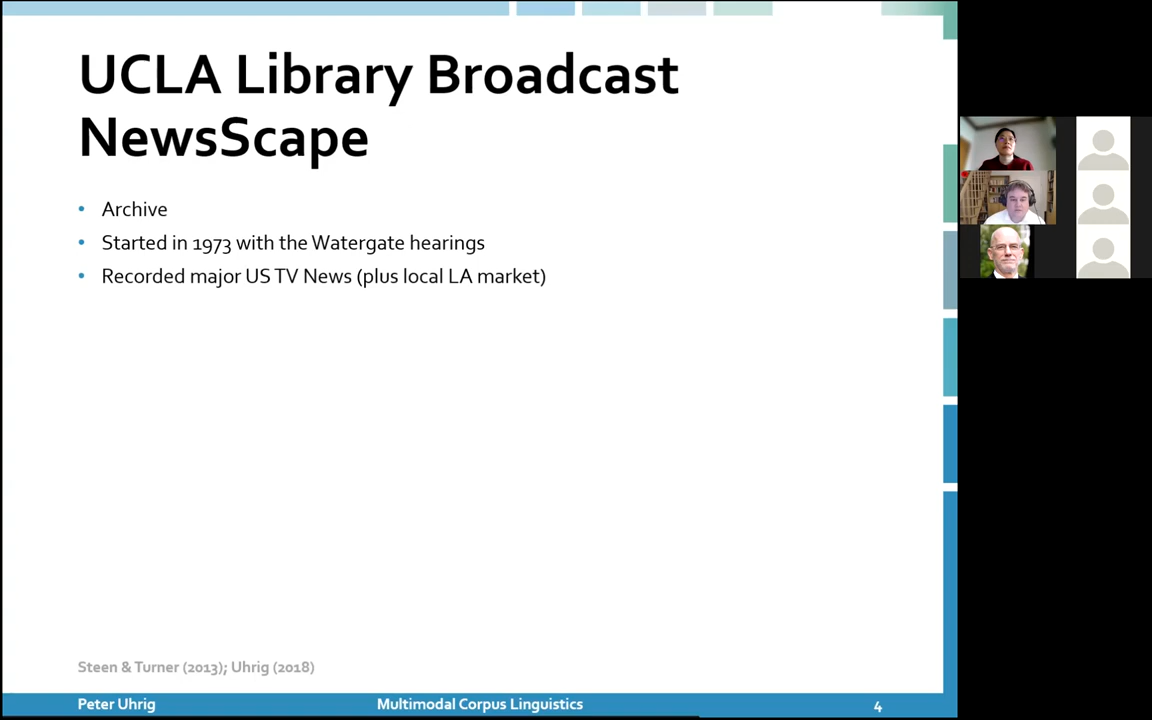 UCLA Library Broadcast
NewsScape
• Archive
• Started in 1973 with the Watergate hearings
• Recorded major US TV News (plus local LA market)
Steen & Turner (2013); Uhrig (2018)
Peter Uhrig
Multimodal Corpus Linguistics
4